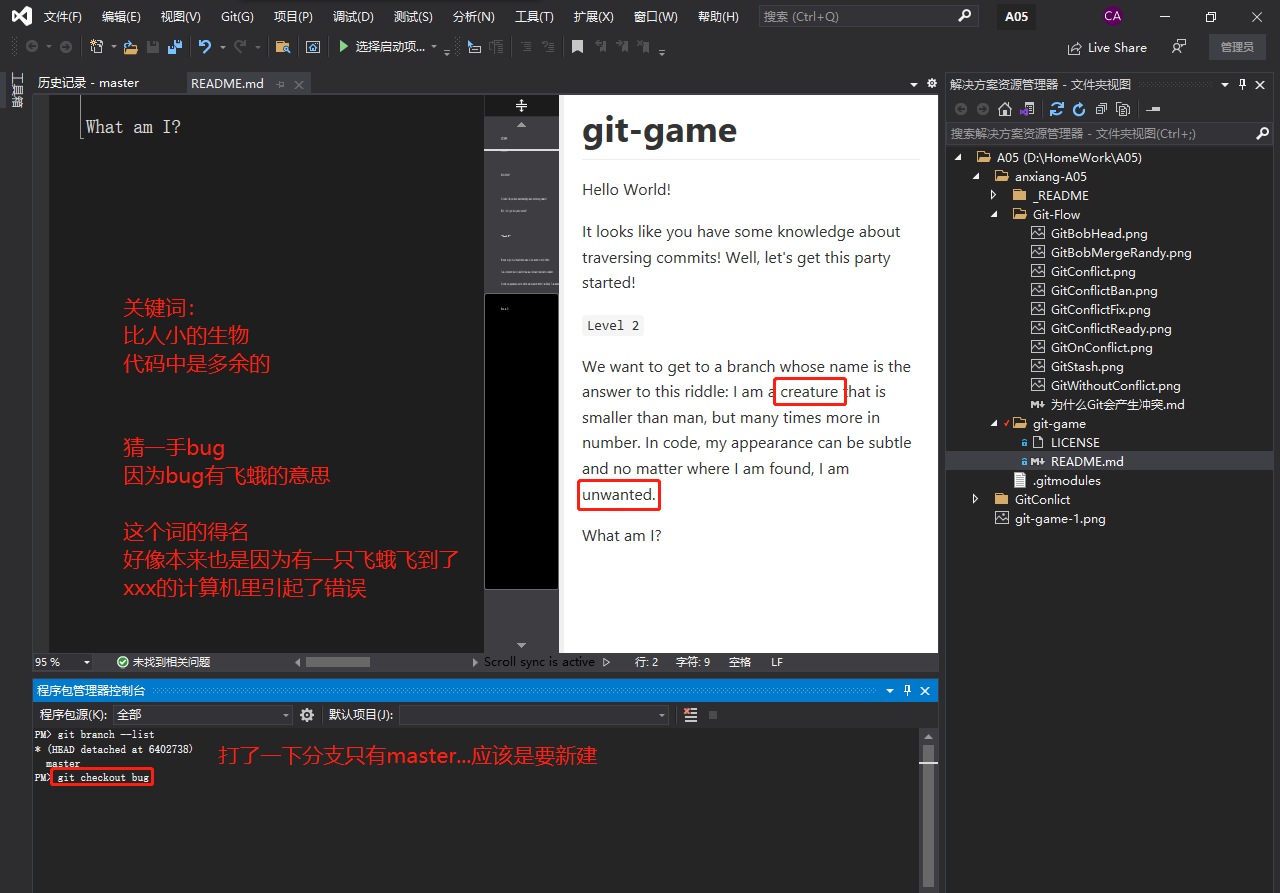 文件(F) 编辑(E) 视图(V) Git(G) 项目(P) 调试(D) 测试(S) 分析(N) 工具(T) 扩展(X) 窗口(W) 帮助(H) 搜索 (Ctrl+Q) A05 CA
选择启动项... Live Share 管理员
工具箱
历史记录 - master README.md
What am I?
关键词：
比人小的生物
代码中是多余的
猜一手bug
因为bug有飞蛾的意思
这个词的得名
好像本来也是因为有一只飞蛾飞到了
xxx的计算机里引起了错误
git-game
Hello World!
It looks like you have some knowledge about
traversing commits! Well, let's get this party
started!
Level 2
We want to get to a branch whose name is the
answer to this riddle: I am a creature that is
smaller than man, but many times more in
number. In code, my appearance can be subtle
and no matter where I am found, I am
unwanted.
What am I?
95 % 未找到相关问题 Scroll sync is active 行: 2 字符: 9 空格 LF
程序包管理器控制台
程序包源(K): 全部 默认项目(J):
PM> git branch --list
* (HEAD detached at 6402738)
master
PM> git checkout bug
打了一下分支只有master...应该是要新建
解决方案资源管理器 - 文件夹视图
搜索解决方案资源管理器 - 文件夹视图(Ctrl+;)
A05 (D:\HomeWork\A05)
anxiang-A05
_README
Git-Flow
GitBobHead.png
GitBobMergeRandy.png
GitConflict.png
GitConflictBan.png
GitConflictFix.png
GitConflictReady.png
GitOnConflict.png
GitStash.png
GitWithoutConflict.png
为什么Git会产生冲突.md
git-game
LICENSE
README.md
.gitmodules
GitConlict
git-game-1.png